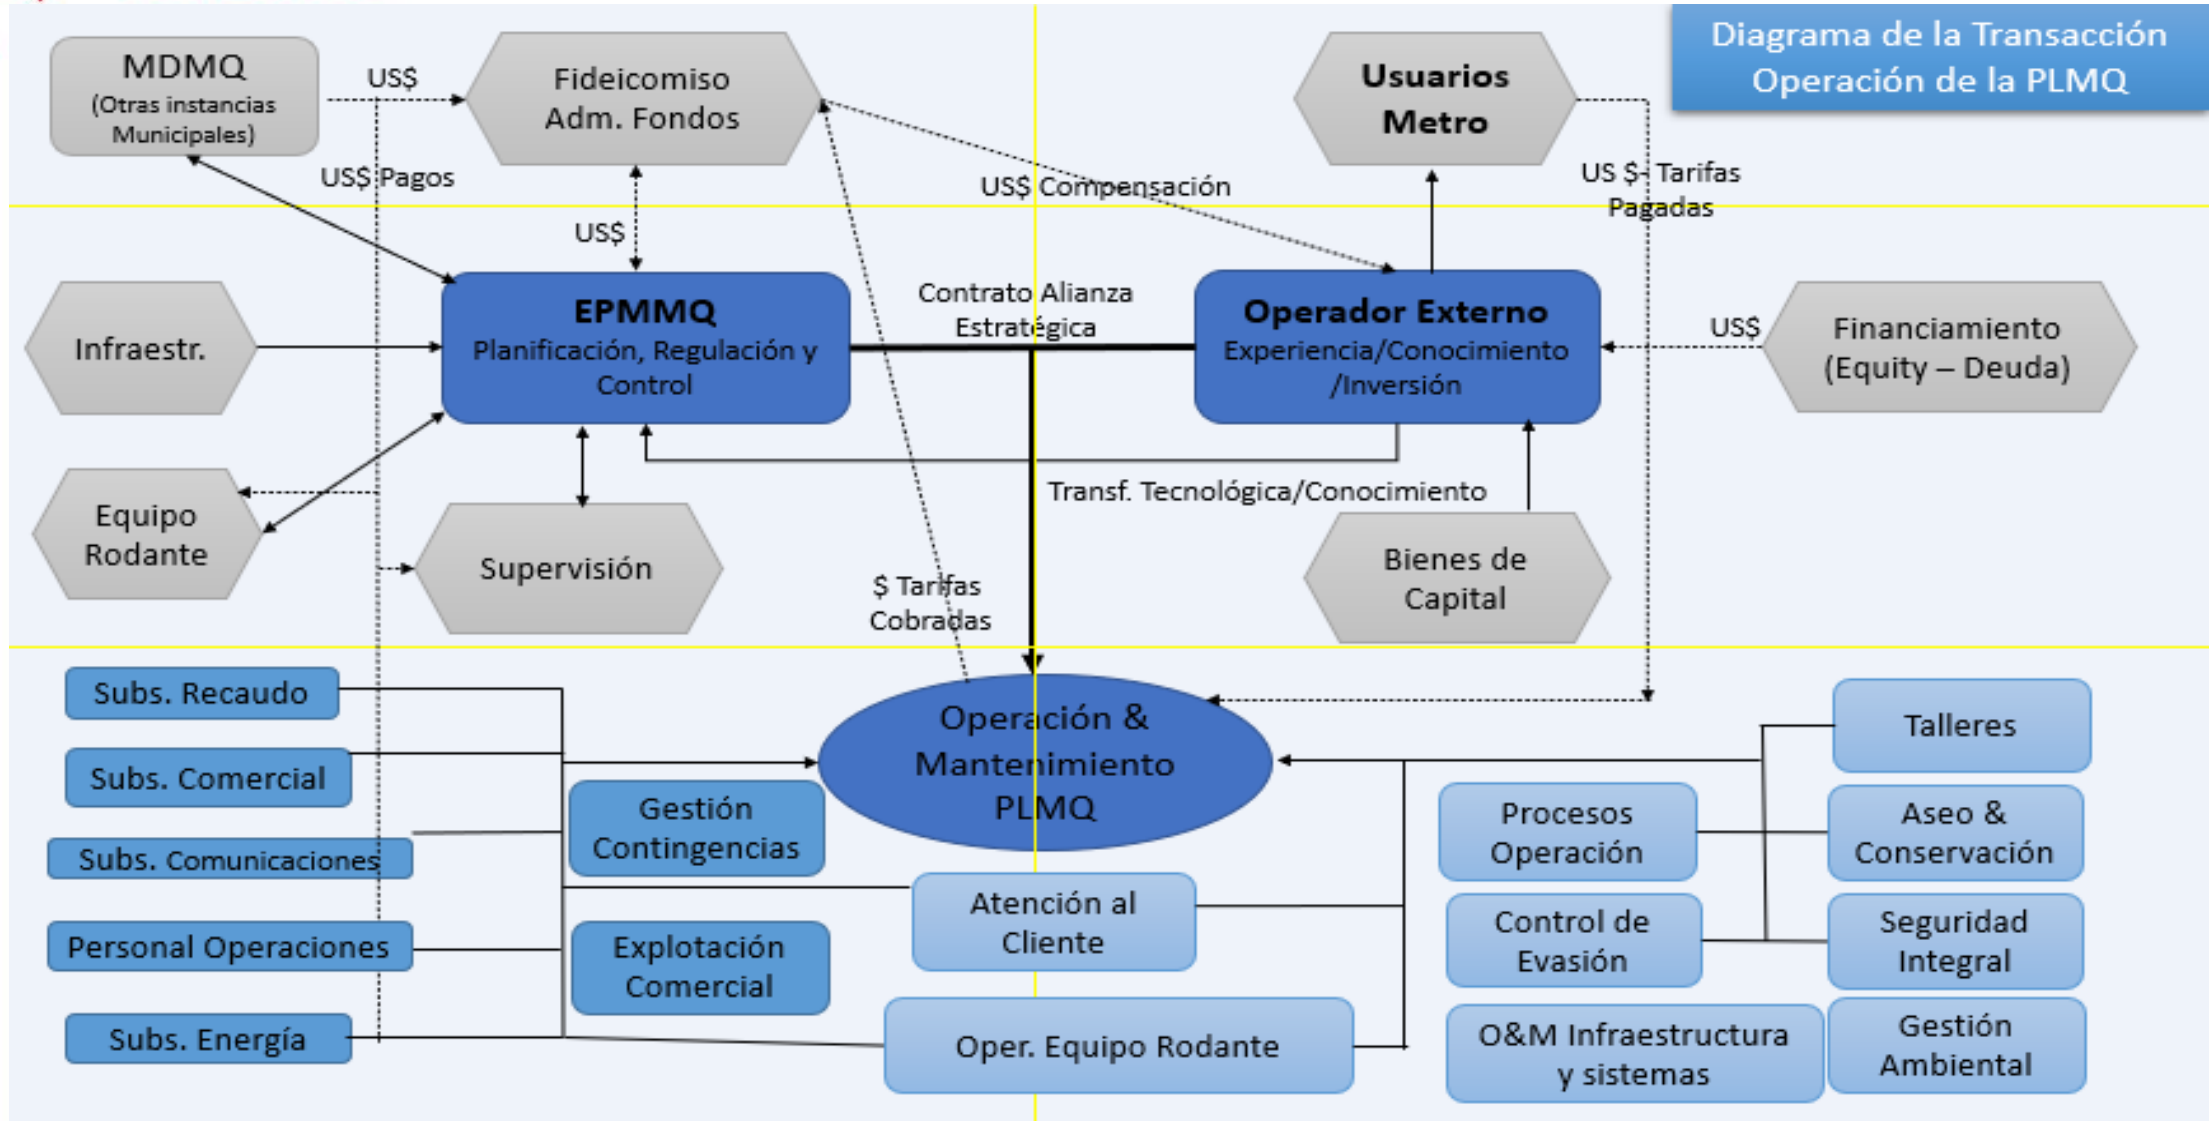 Diagrama de la Transacción
Operación de la PLMQ
MDMQ
(Otras instancias
Municipales)
US$
Fideicomiso
Adm. Fondos
Usuarios
Metro
US$ Pagos
US$
US$ Compensación
US $- Tarifas
Pagadas
Infraestr.
EPMMQ
Planificación, Regulación y
Control
Contrato Alianza
Estratégica
Operador Externo
Experiencia/Conocimiento
/Inversión
US$
Financiamiento
(Equity – Deuda)
Equipo
Rodante
Supervisión
Transf. Tecnológica/Conocimiento
Bienes de
Capital
$ Tarifas
Cobradas
Subs. Recaudo
Subs. Comercial
Subs. Comunicaciones
Personal Operaciones
Subs. Energía
Gestión
Contingencias
Explotación
Comercial
Operación &
Mantenimiento
PLMQ
Atención al
Cliente
Oper. Equipo Rodante
Talleres
Procesos
Operación
Aseo &
Conservación
Control de
Evasión
Seguridad
Integral
O&M Infraestructura
y sistemas
Gestión
Ambiental